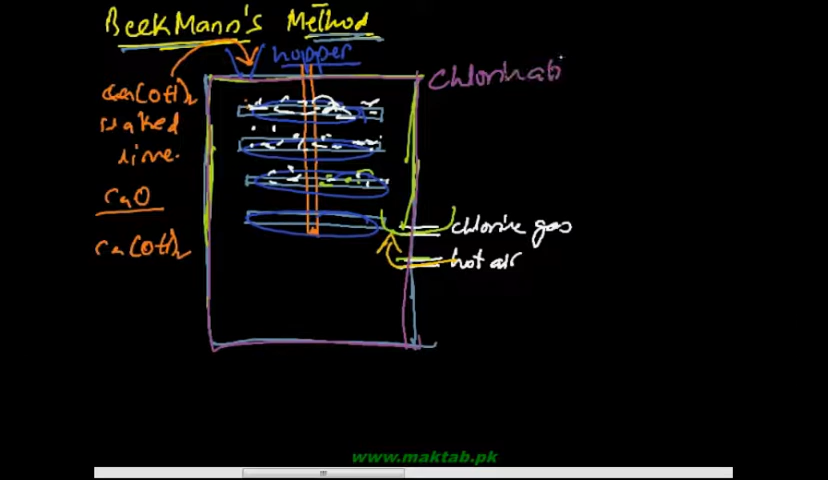 BeekMann's Method
hopper
Chlorinati
Ca(OH)₂
slaked
lime.
CaO
Ca(OH)₂
chlorine gas
hot air
www.maktab.pk